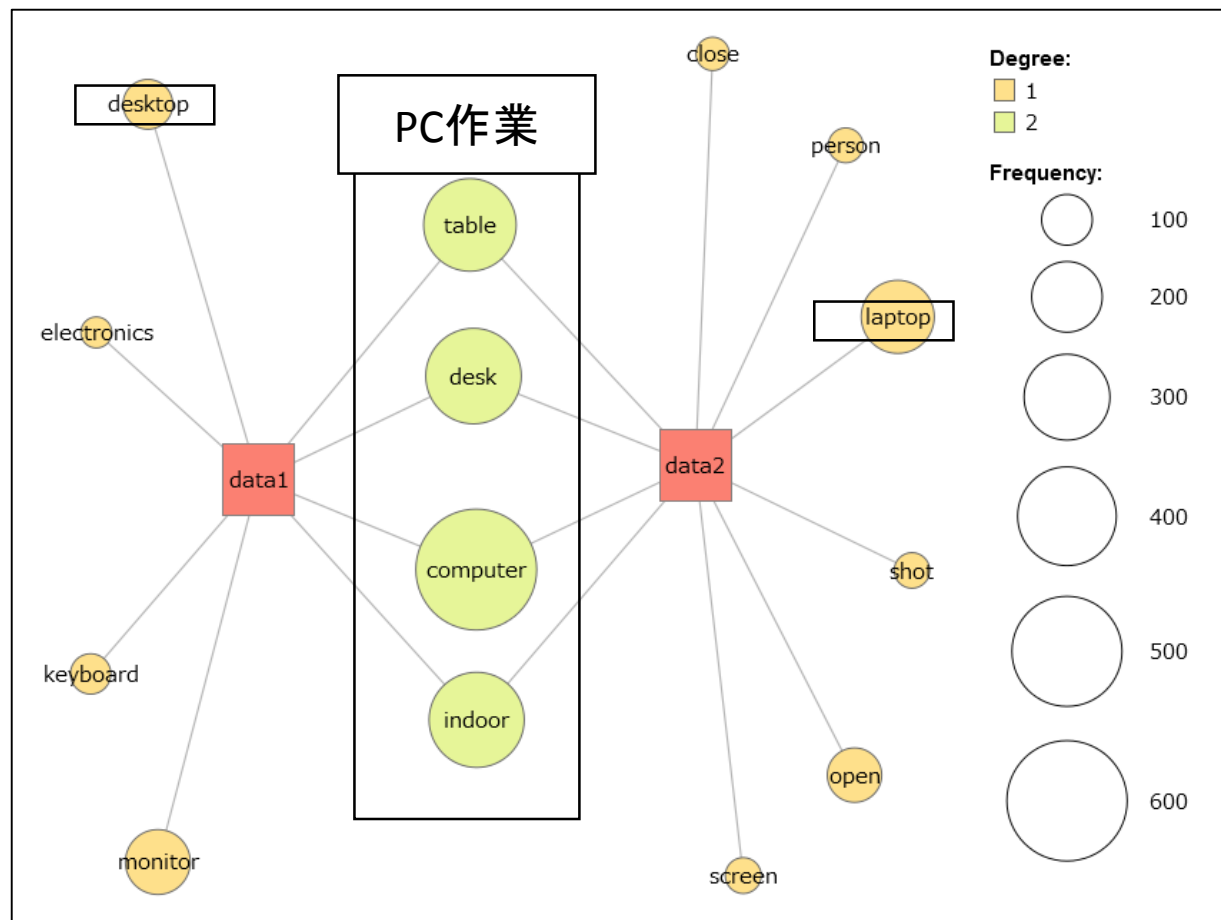 close
Degree:
1
2
desktop
PC作業
person
Frequency:
100
table
200
laptop
electronics
desk
300
data1
data2
400
computer
shot
500
keyboard
indoor
open
600
monitor
screen